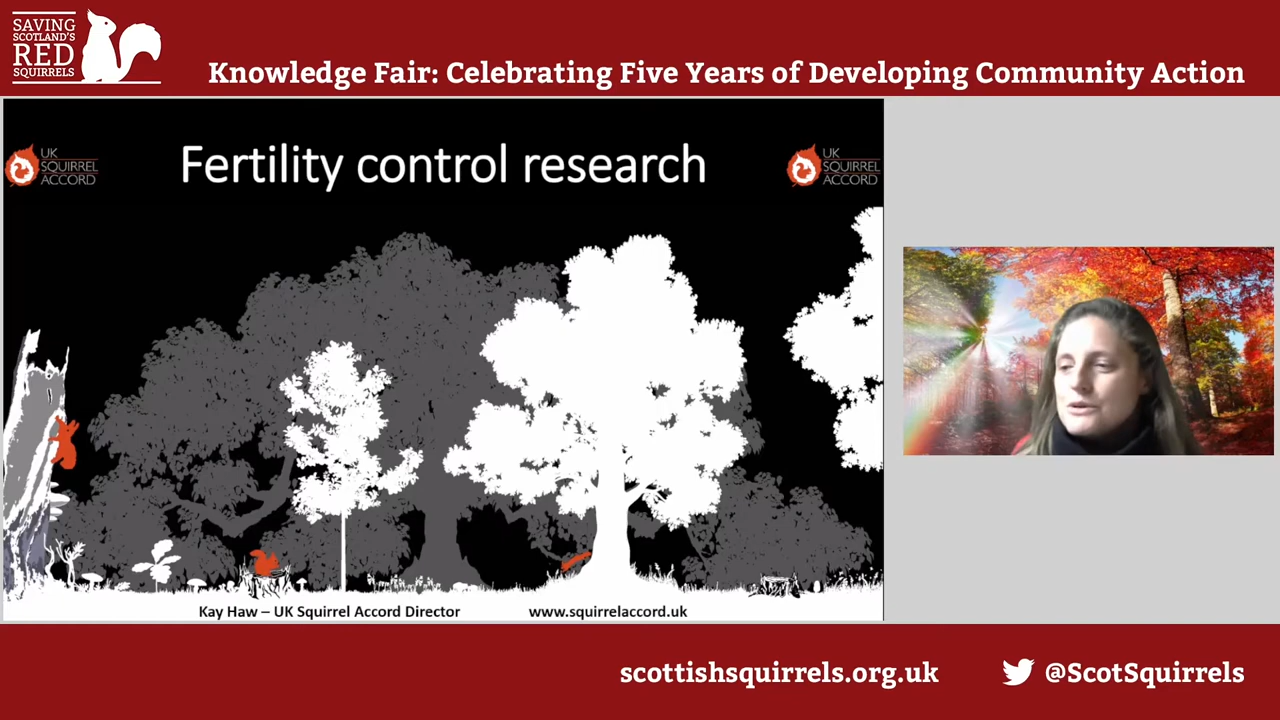 SAVING
SCOTLAND'S
RED
SQUIRRELS
Knowledge Fair: Celebrating Five Years of Developing Community Action
UK
SQUIRREL
ACCORD
Fertility control research
UK
SQUIRREL
ACCORD
Kay Haw – UK Squirrel Accord Director
www.squirrelaccord.uk
scottishsquirrels.org.uk
@ScotSquirrels